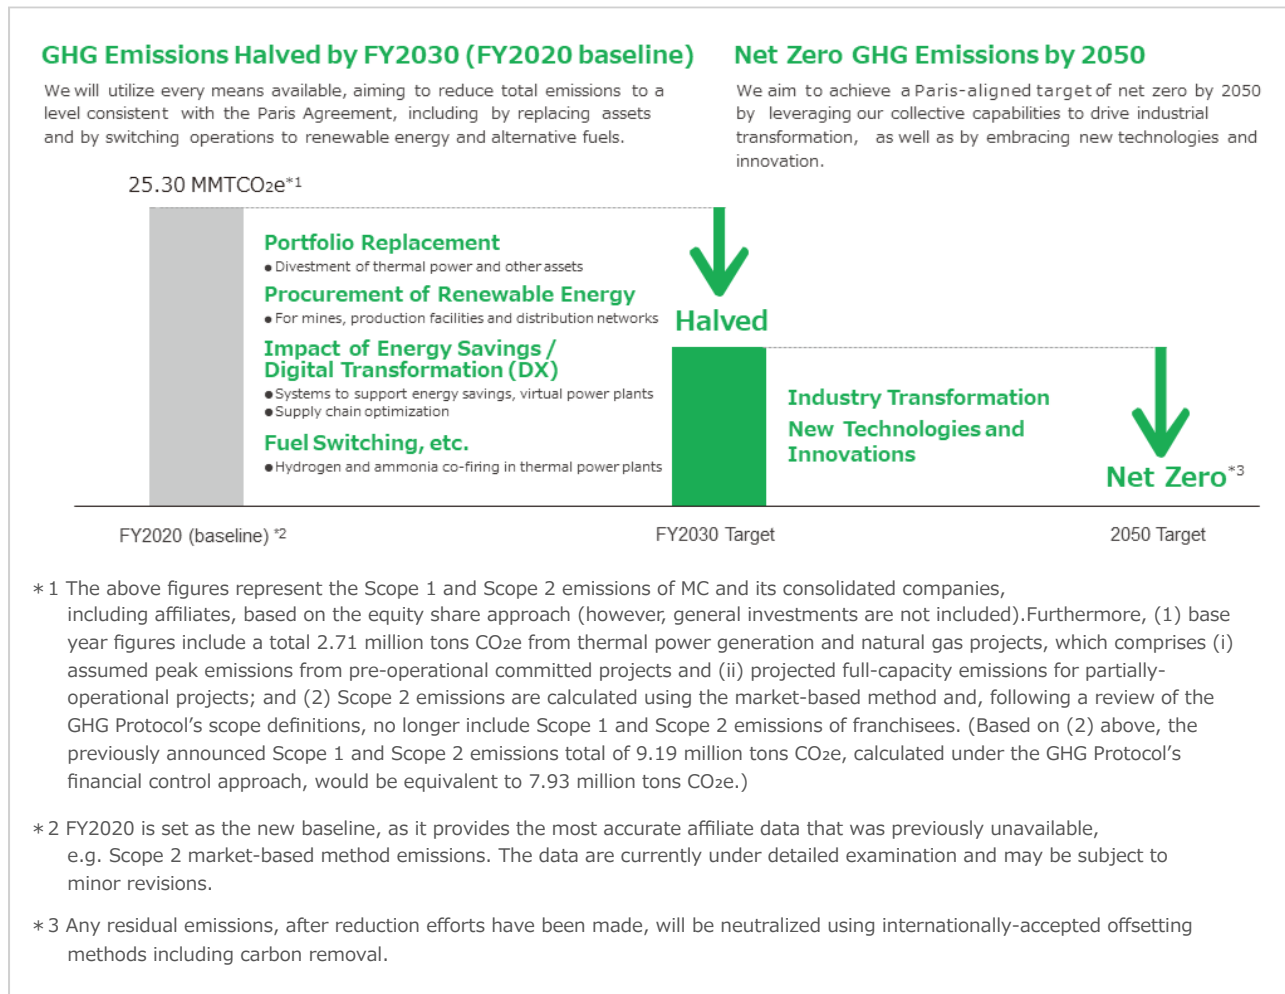 GHG Emissions Halved by FY2030 (FY2020 baseline)
We will utilize every means available, aiming to reduce total emissions to a
level consistent with the Paris Agreement, including by replacing assets
and by switching operations to renewable energy and alternative fuels.
Net Zero GHG Emissions by 2050
We aim to achieve a Paris-aligned target of net zero by 2050
by leveraging our collective capabilities to drive industrial
transformation, as well as by embracing new technologies and
innovation.
25.30 MMTCO₂e*1
Portfolio Replacement
● Divestment of thermal power and other assets
Procurement of Renewable Energy
● For mines, production facilities and distribution networks
Impact of Energy Savings /
Digital Transformation (DX)
● Systems to support energy savings, virtual power plants
● Supply chain optimization
Fuel Switching, etc.
● Hydrogen and ammonia co-firing in thermal power plants
Halved
Industry Transformation
New Technologies and
Innovations
Net Zero*3
FY2020 (baseline) *2
FY2030 Target
2050 Target
*1 The above figures represent the Scope 1 and Scope 2 emissions of MC and its consolidated companies,
including affiliates, based on the equity share approach (however, general investments are not included).Furthermore, (1) base
year figures include a total 2.71 million tons CO₂e from thermal power generation and natural gas projects, which comprises (i)
assumed peak emissions from pre-operational committed projects and (ii) projected full-capacity emissions for partially-
operational projects; and (2) Scope 2 emissions are calculated using the market-based method and, following a review of the
GHG Protocol's scope definitions, no longer include Scope 1 and Scope 2 emissions of franchisees. (Based on (2) above, the
previously announced Scope 1 and Scope 2 emissions total of 9.19 million tons CO₂e, calculated under the GHG Protocol's
financial control approach, would be equivalent to 7.93 million tons CO₂e.)
*2 FY2020 is set as the new baseline, as it provides the most accurate affiliate data that was previously unavailable,
e.g. Scope 2 market-based method emissions. The data are currently under detailed examination and may be subject to
minor revisions.
*3 Any residual emissions, after reduction efforts have been made, will be neutralized using internationally-accepted offsetting
methods including carbon removal.